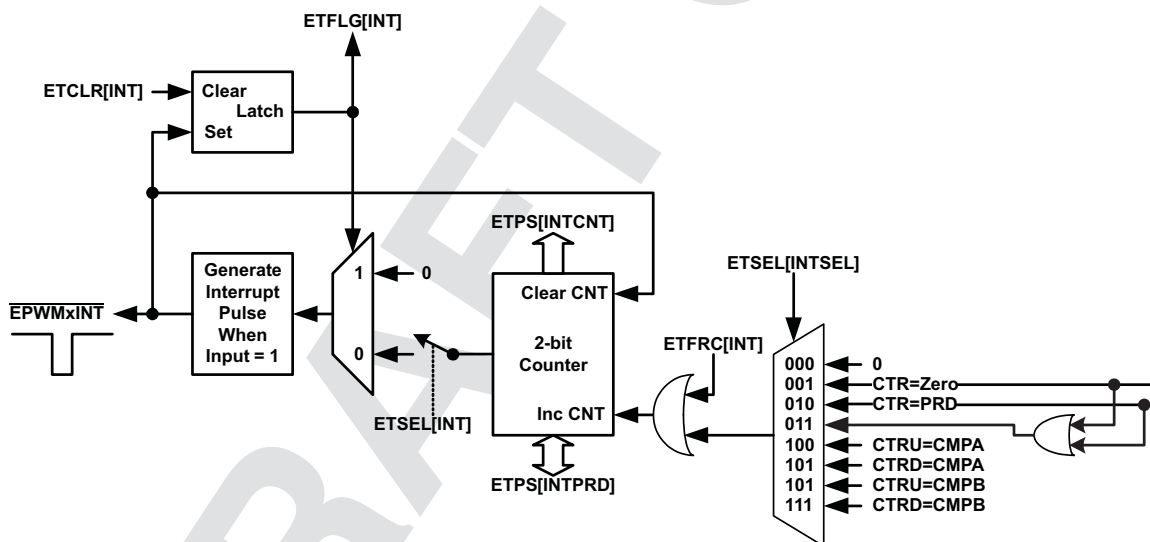 ETFLG[INT]
ETCLR[INT]
Clear
Latch
Set
ETPS[INTCNT]
ETSEL[INTSEL]
Generate
Interrupt
Pulse
When
Input = 1
EPWMxINT
1
0
0
Clear CNT
2-bit
Counter
Inc CNT
ETSEL[INT]
ETPS[INTPRD]
ETFRC[INT]
000
0
001
CTR=Zero
010
CTR=PRD
011
100
CTRU=CMPA
101
CTRD=CMPA
101
CTRU=CMPB
111
CTRD=CMPB